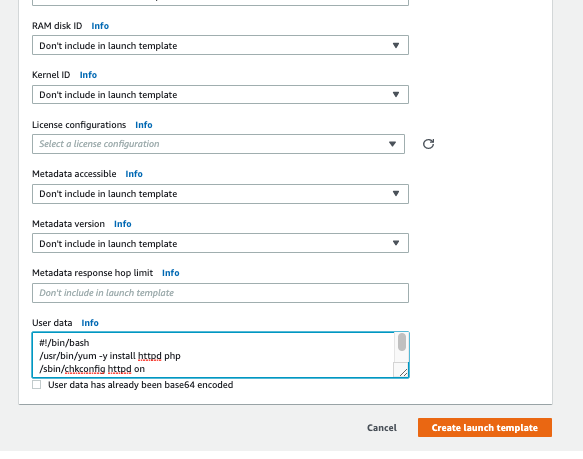 RAM disk ID Info
Don't include in launch template
Kernel ID Info
Don't include in launch template
License configurations Info
Select a license configuration
Metadata accessible Info
Don't include in launch template
Metadata version Info
Don't include in launch template
Metadata response hop limit Info
Don't include in launch template
User data Info
#!/bin/bash
/usr/bin/yum -y install httpd php
/sbin/chkconfig httpd on
User data has already been base64 encoded
Cancel Create launch template